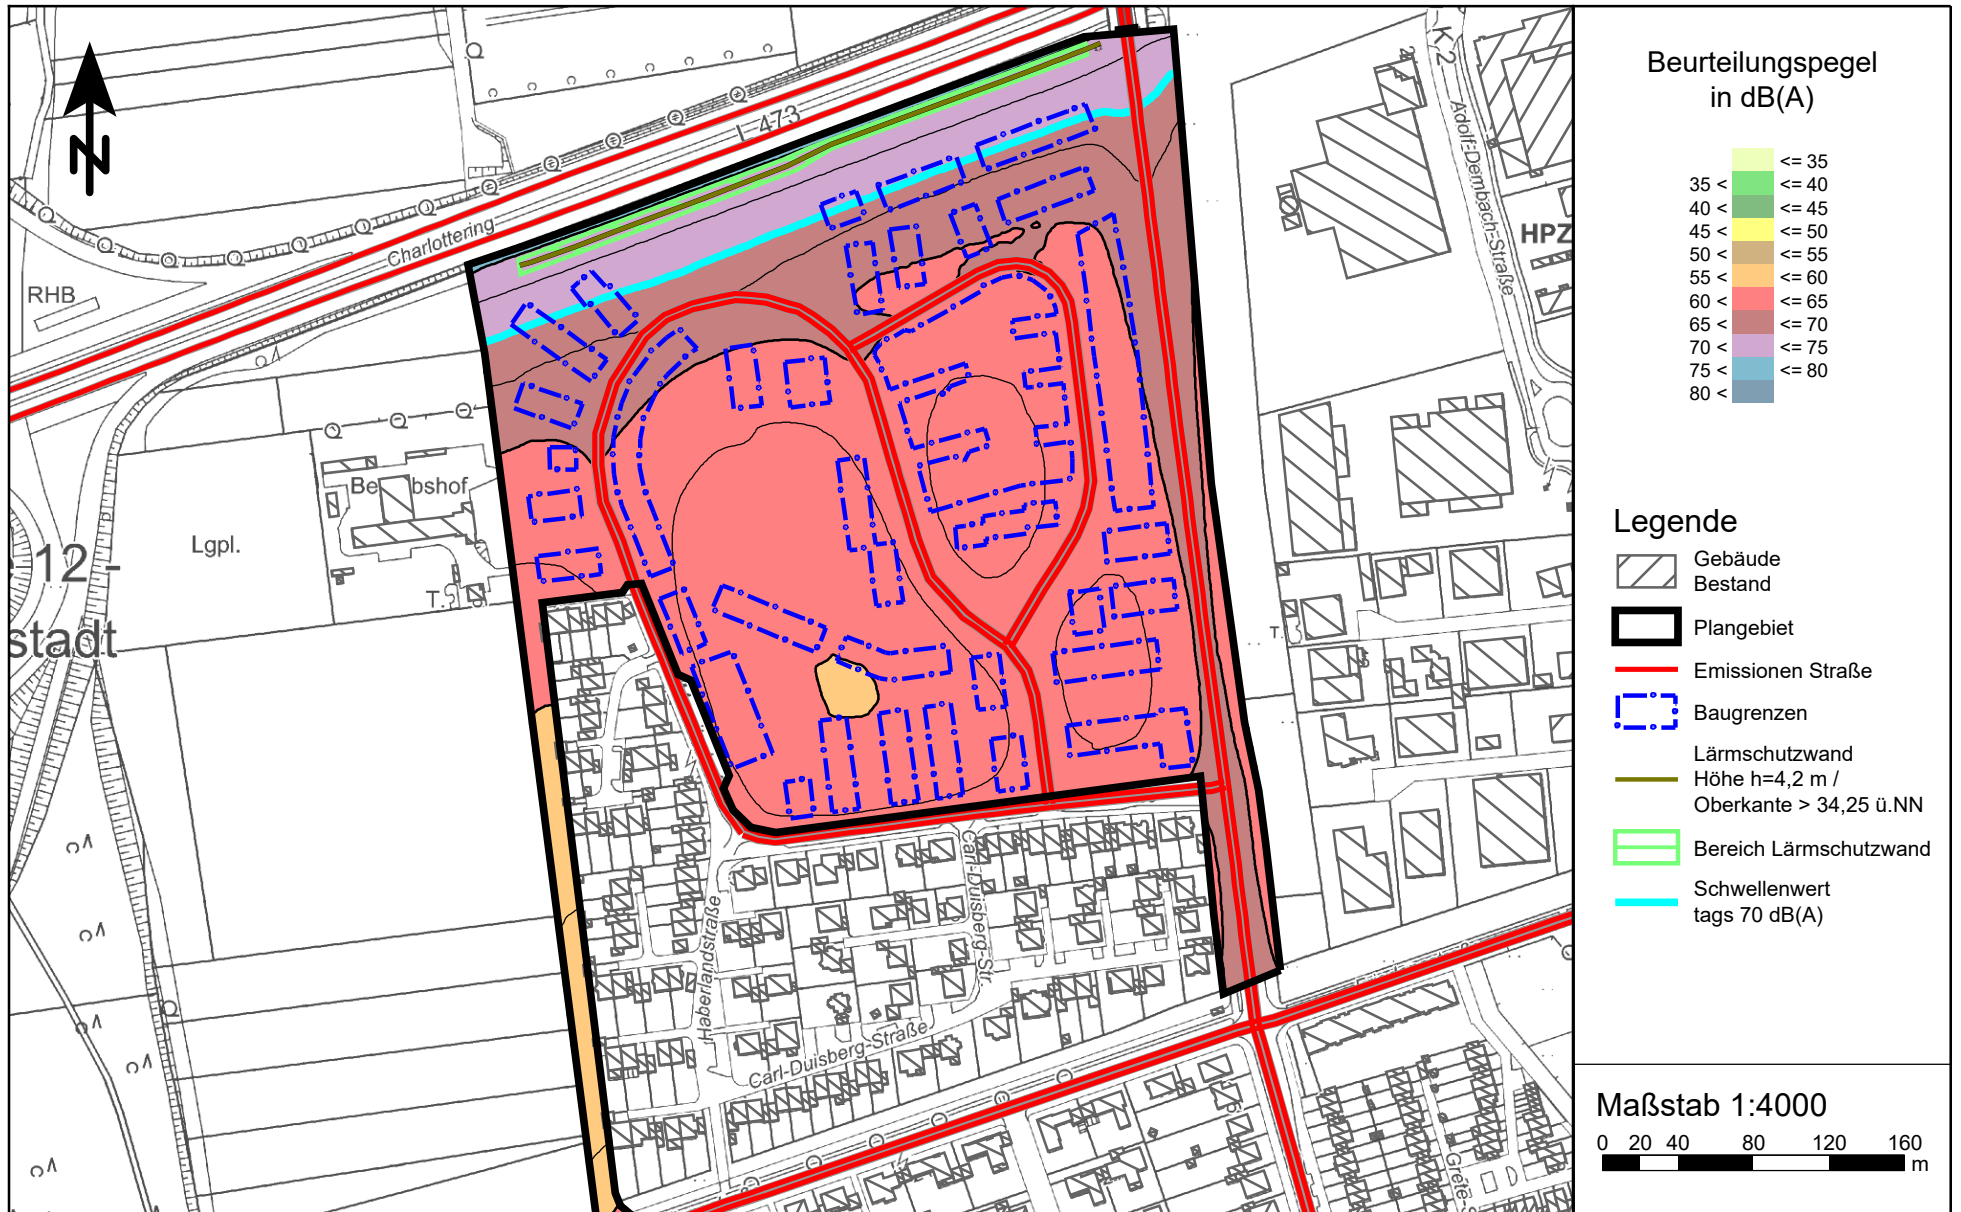 N
L 473
Charlottering
RHB
Lgpl.
12 -
stadt
T.
K 2
Adolf-Dembach-Straße
HPZ
T.
Haberlandstraße
Carl-Duisberg-Str.
Carl-Duisberg-Straße
Beurteilungspegel
in dB(A)
<= 35
35 < <= 40
40 < <= 45
45 < <= 50
50 < <= 55
55 < <= 60
60 < <= 65
65 < <= 70
70 < <= 75
75 < <= 80
80 <
Legende
Gebäude
Bestand
Plangebiet
Emissionen Straße
Baugrenzen
Lärmschutzwand
Höhe h=4,2 m /
Oberkante > 34,25 ü.NN
Bereich Lärmschutzwand
Schwellenwert
tags 70 dB(A)
Maßstab 1:4000
0 20 40 80 120 160
m